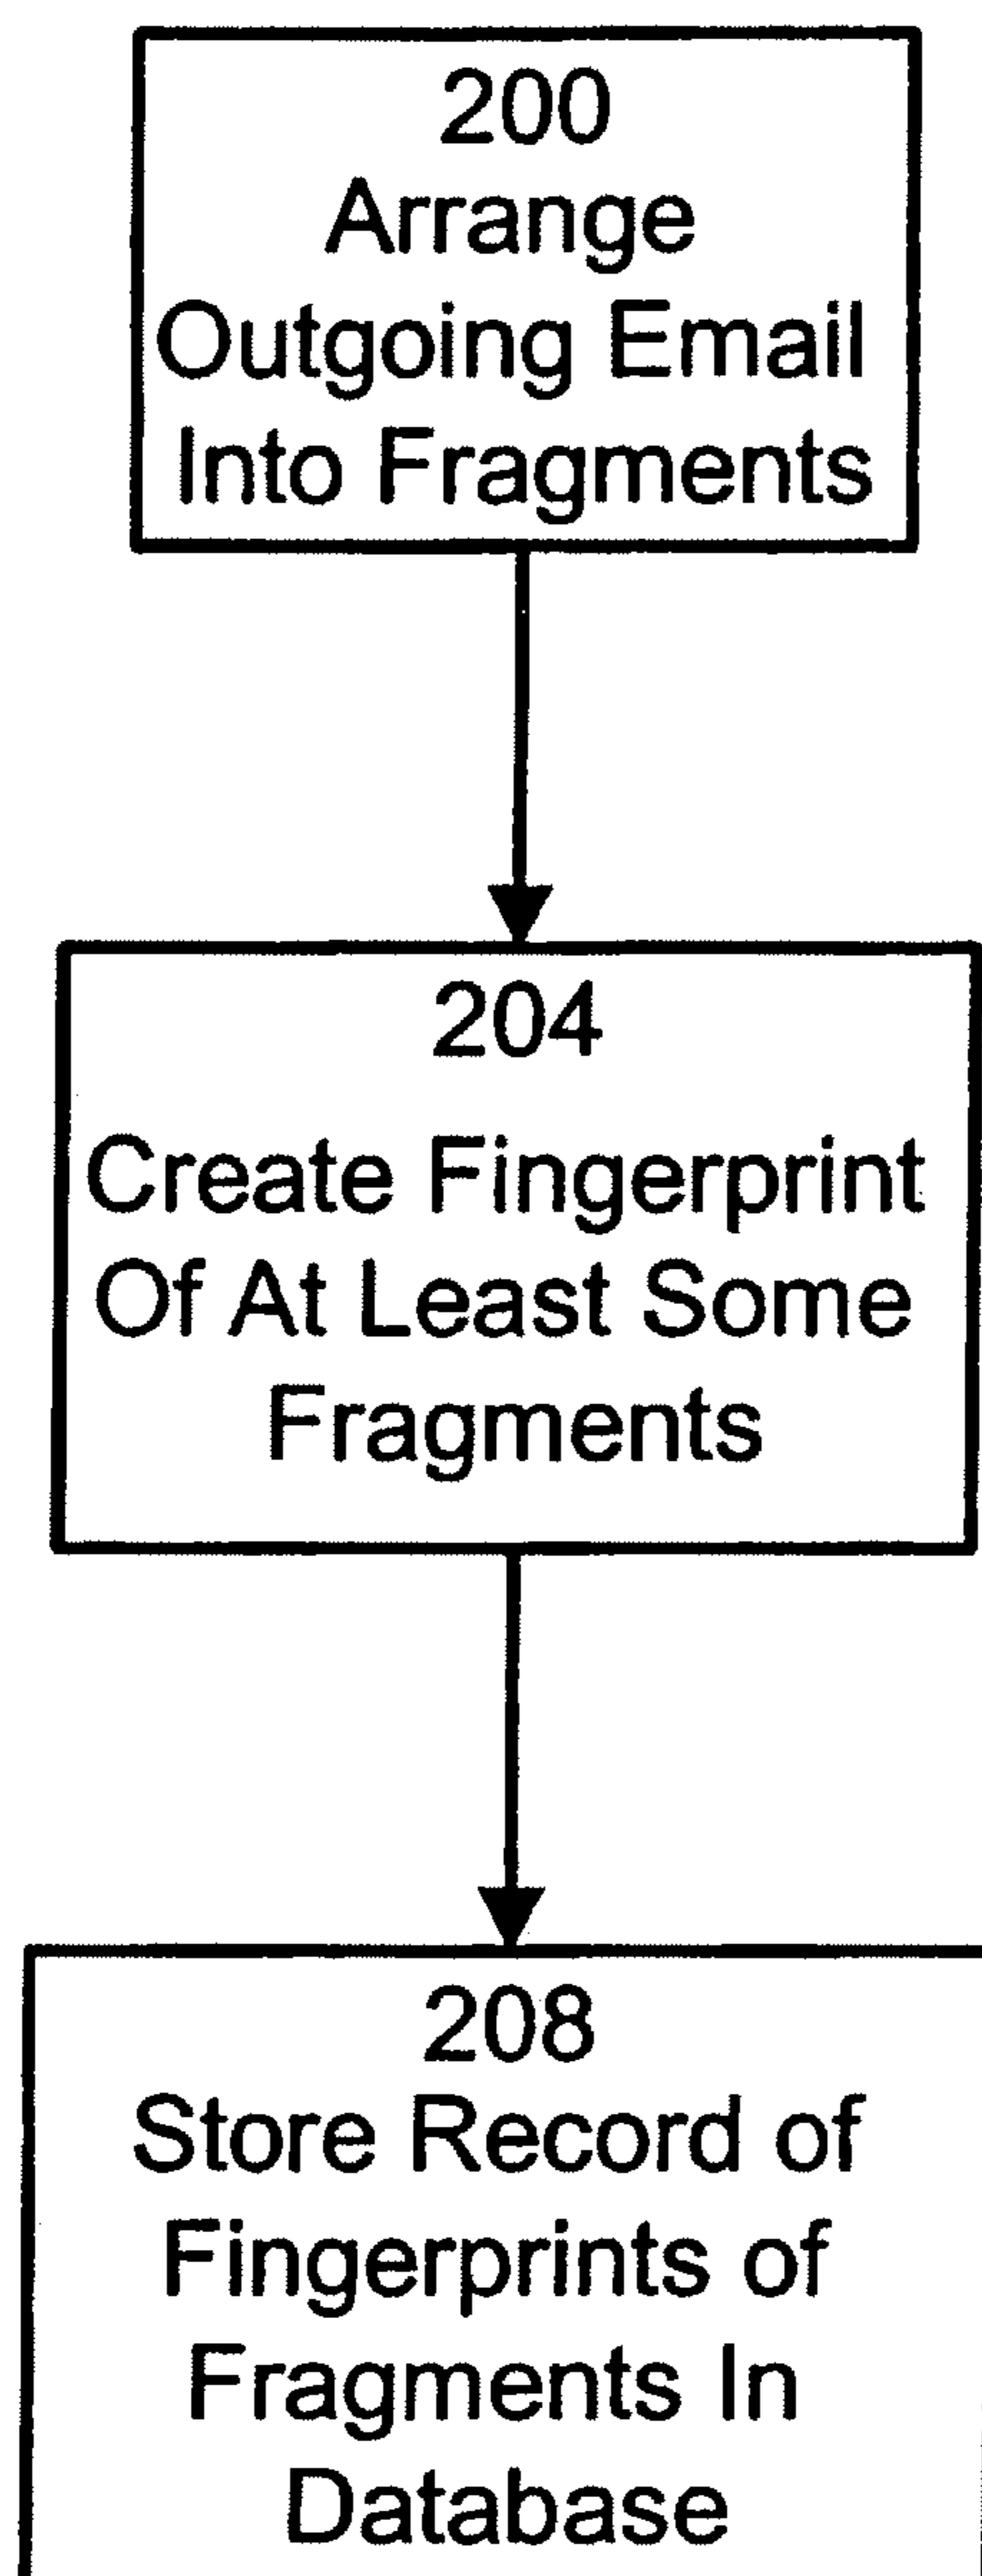 200
Arrange
Outgoing Email
Into Fragments
204
Create Fingerprint
Of At Least Some
Fragments
208
Store Record of
Fingerprints of
Fragments In
Database